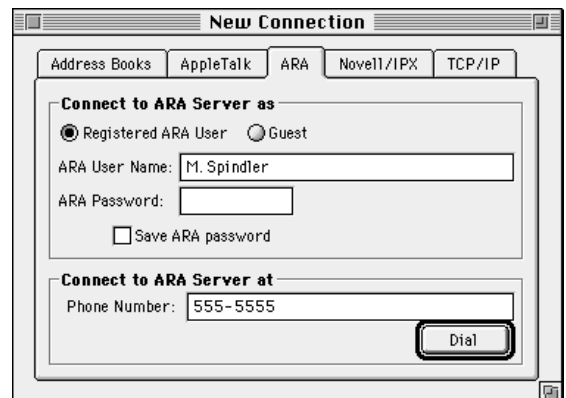 New Connection
Address Books AppleTalk ARA Novell/IPX TCP/IP
Connect to ARA Server as
Registered ARA User Guest
ARA User Name: M. Spindler
ARA Password:
Save ARA password
Connect to ARA Server at
Phone Number: 555-5555
Dial